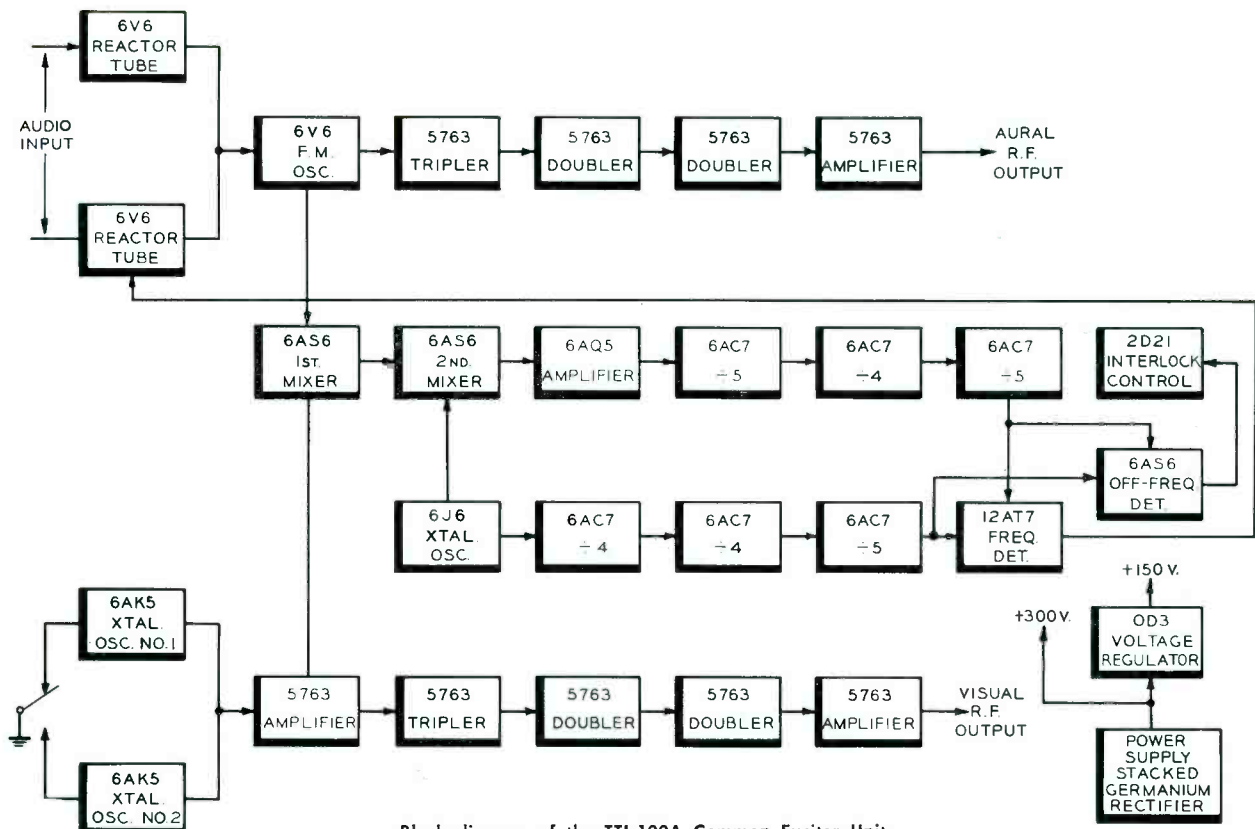 6V6
REACTOR
TUBE
AUDIO
INPUT
6V6
REACTOR
TUBE
6V6
F.M.
OSC.
5763
TRIPLER
5763
DOUBLER
5763
DOUBLER
5763
AMPLIFIER
AURAL
R.F.
OUTPUT
6AS6
1ST.
MIXER
6AS6
2ND.
MIXER
6AQ5
AMPLIFIER
6AC7
÷5
6AC7
÷4
6AC7
÷5
2D21
INTERLOCK
CONTROL
6AS6
OFF-FREQ
DET.
6J6
XTAL.
OSC.
6AC7
÷4
6AC7
÷4
6AC7
÷5
12AT7
FREQ.
DET.
6AK5
XTAL.
OSC. NO.1
6AK5
XTAL.
OSC. NO.2
5763
AMPLIFIER
5763
TRIPLER
5763
DOUBLER
5763
DOUBLER
5763
AMPLIFIER
VISUAL
R.F.
OUTPUT
+150 V.
+300 V.
OD3
VOLTAGE
REGULATOR
POWER
SUPPLY
STACKED
GERMANIUM
RECTIFIER